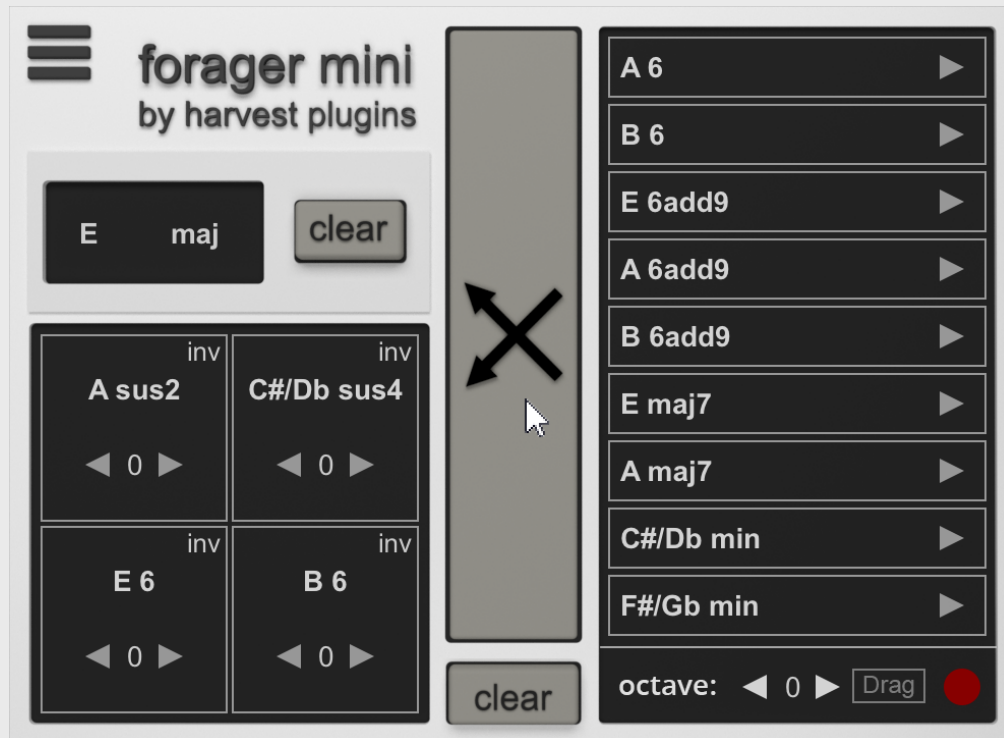 forager mini
by harvest plugins
E maj
clear
inv
A sus2
0
inv
C#/Db sus4
0
inv
E 6
0
inv
B 6
0
clear
A 6
B 6
E 6add9
A 6add9
B 6add9
E maj7
A maj7
C#/Db min
F#/Gb min
octave: 0 Drag